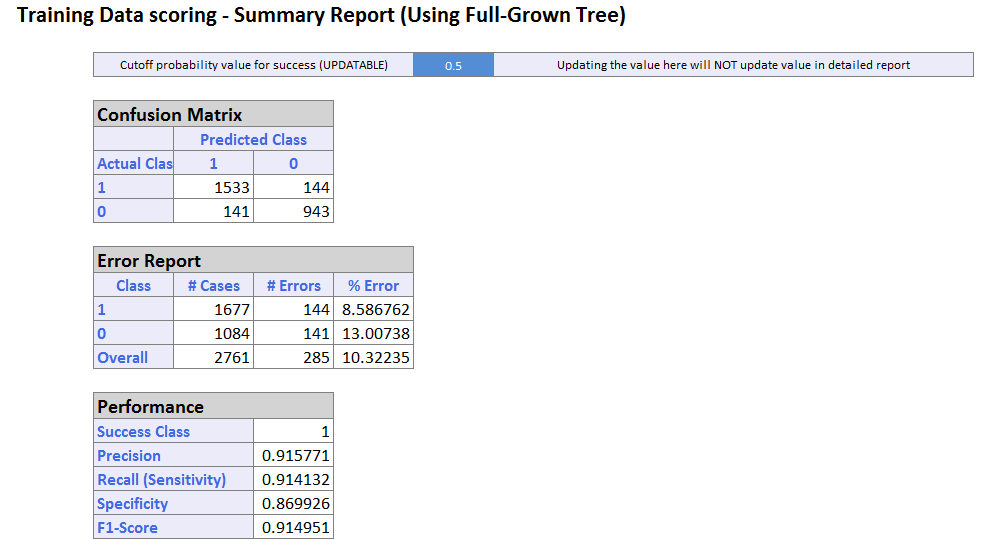 Training Data scoring - Summary Report (Using Full-Grown Tree)
Cutoff probability value for success (UPDATABLE) 0.5 Updating the value here will NOT update value in detailed report
Confusion Matrix
Predicted Class
Actual Clas 1 0
1 1533 144
0 141 943
Error Report
Class # Cases # Errors % Error
1 1677 144 8.586762
0 1084 141 13.00738
Overall 2761 285 10.32235
Performance
Success Class 1
Precision 0.915771
Recall (Sensitivity) 0.914132
Specificity 0.869926
F1-Score 0.914951